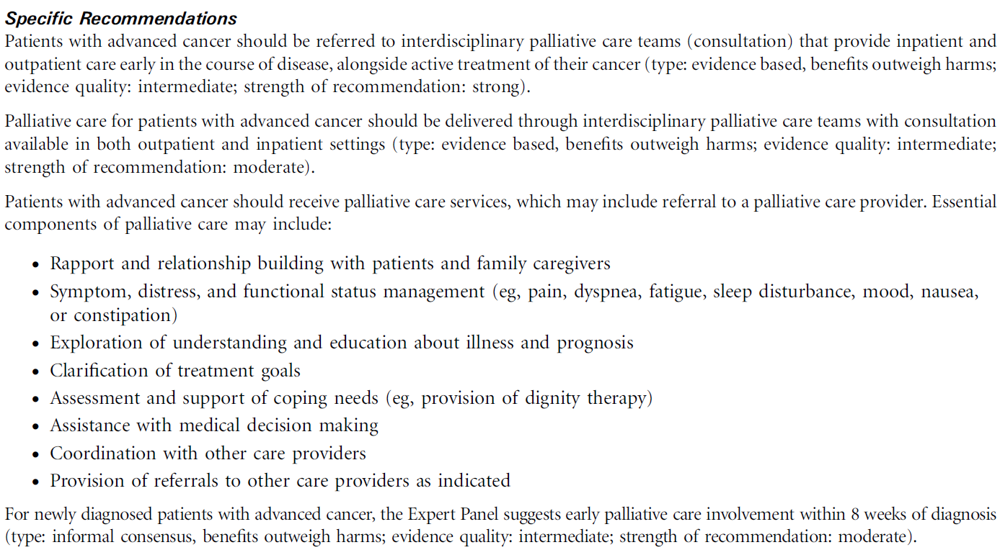 Specific Recommendations
Patients with advanced cancer should be referred to interdisciplinary palliative care teams (consultation) that provide inpatient and
outpatient care early in the course of disease, alongside active treatment of their cancer (type: evidence based, benefits outweigh harms;
evidence quality: intermediate; strength of recommendation: strong).
Palliative care for patients with advanced cancer should be delivered through interdisciplinary palliative care teams with consultation
available in both outpatient and inpatient settings (type: evidence based, benefits outweigh harms; evidence quality: intermediate;
strength of recommendation: moderate).
Patients with advanced cancer should receive palliative care services, which may include referral to a palliative care provider. Essential
components of palliative care may include:
• Rapport and relationship building with patients and family caregivers
• Symptom, distress, and functional status management (eg, pain, dyspnea, fatigue, sleep disturbance, mood, nausea,
or constipation)
• Exploration of understanding and education about illness and prognosis
• Clarification of treatment goals
• Assessment and support of coping needs (eg, provision of dignity therapy)
• Assistance with medical decision making
• Coordination with other care providers
• Provision of referrals to other care providers as indicated
For newly diagnosed patients with advanced cancer, the Expert Panel suggests early palliative care involvement within 8 weeks of diagnosis
(type: informal consensus, benefits outweigh harms; evidence quality: intermediate; strength of recommendation: moderate).